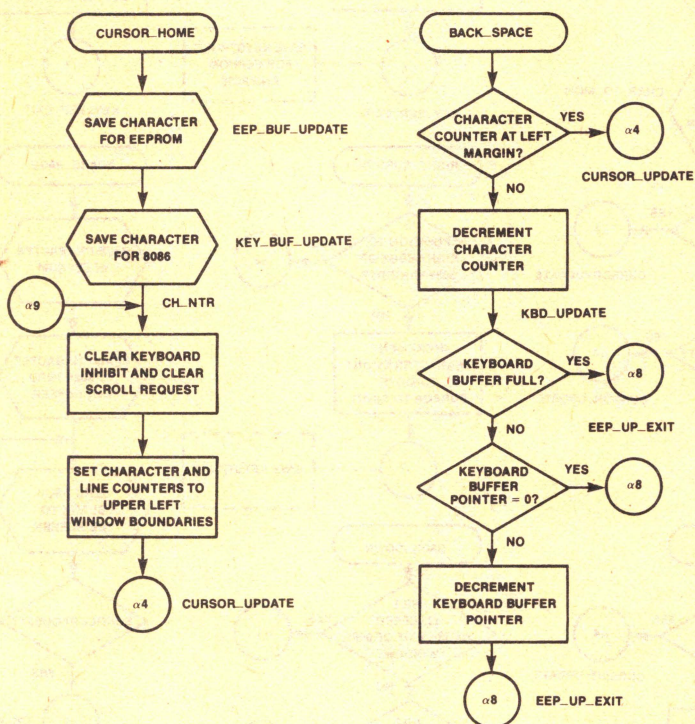 CURSOR_HOME
SAVE CHARACTER
FOR EEPROM
EEP_BUF_UPDATE
SAVE CHARACTER
FOR 8086
KEY_BUF_UPDATE
α9
CH_NTR
CLEAR KEYBOARD
INHIBIT AND CLEAR
SCROLL REQUEST
SET CHARACTER AND
LINE COUNTERS TO
UPPER LEFT
WINDOW BOUNDARIES
α4
CURSOR_UPDATE
BACK_SPACE
CHARACTER
COUNTER AT LEFT
MARGIN?
YES
α4
CURSOR_UPDATE
NO
DECREMENT
CHARACTER
COUNTER
KBD_UPDATE
KEYBOARD
BUFFER FULL?
YES
α8
EEP_UP_EXIT
NO
KEYBOARD
BUFFER
POINTER = 0?
YES
α8
NO
DECREMENT
KEYBOARD BUFFER
POINTER
α8
EEP_UP_EXIT